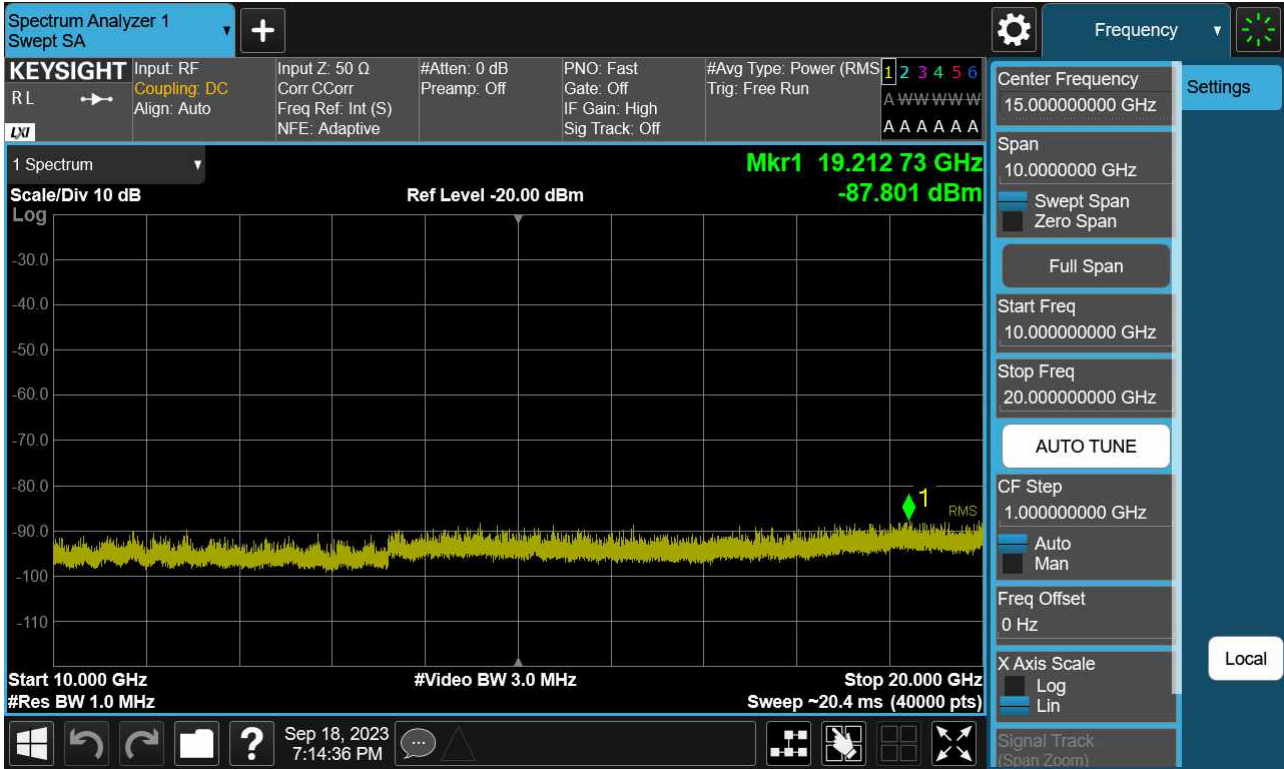 Spectrum Analyzer 1
Swept SA
+
Frequency
KEYSIGHT
RL
LXI
Input: RF
Coupling: DC
Align: Auto
Input Z: 50 Ω
Corr CCorr
Freq Ref: Int (S)
NFE: Adaptive
#Atten: 0 dB
Preamp: Off
PNO: Fast
Gate: Off
IF Gain: High
Sig Track: Off
#Avg Type: Power (RMS
Trig: Free Run
1 2 3 4 5 6
A W W W W W
A A A A A A
1 Spectrum
Mkr1 19.212 73 GHz
Scale/Div 10 dB
Ref Level -20.00 dBm
-87.801 dBm
Log
-30.0
-40.0
-50.0
-60.0
-70.0
-80.0
-90.0
-100
-110
1
RMS
Start 10.000 GHz
#Video BW 3.0 MHz
Stop 20.000 GHz
#Res BW 1.0 MHz
Sweep ~20.4 ms (40000 pts)
?
Sep 18, 2023
7:14:36 PM
Center Frequency
15.000000000 GHz
Settings
Span
10.0000000 GHz
Swept Span
Zero Span
Full Span
Start Freq
10.000000000 GHz
Stop Freq
20.000000000 GHz
AUTO TUNE
CF Step
1.000000000 GHz
Auto
Man
Freq Offset
0 Hz
X Axis Scale
Log
Lin
Local
Signal Track
(Span Zoom)